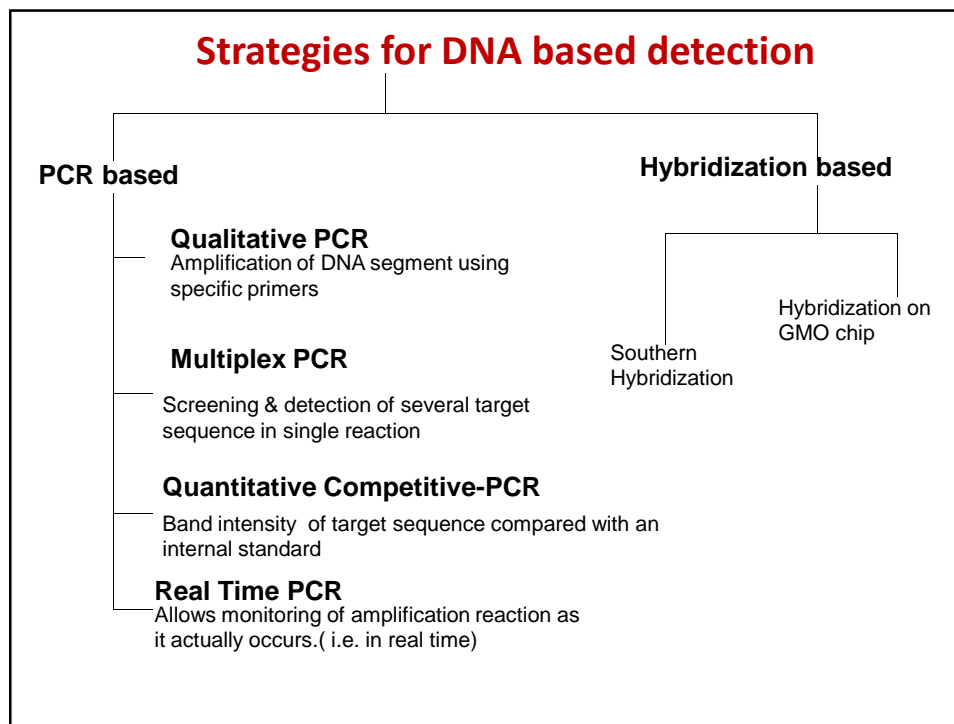 Strategies for DNA based detection
PCR based
Qualitative PCR
Amplification of DNA segment using
specific primers
Multiplex PCR
Screening & detection of several target
sequence in single reaction
Quantitative Competitive-PCR
Band intensity of target sequence compared with an
internal standard
Real Time PCR
Allows monitoring of amplification reaction as
it actually occurs.( i.e. in real time)
Hybridization based
Southern
Hybridization
Hybridization on
GMO chip